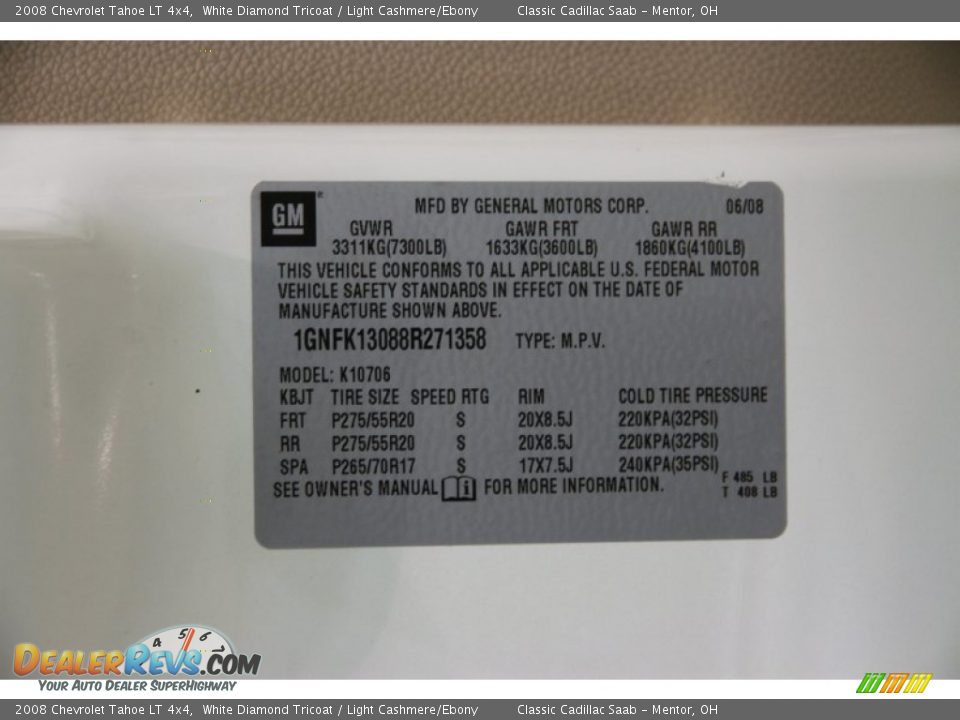 2008 Chevrolet Tahoe LT 4x4, White Diamond Tricoat / Light Cashmere/Ebony Classic Cadillac Saab - Mentor, OH
GM
MFD BY GENERAL MOTORS CORP. 06/08
GVWR GAWR FRT GAWR RR
3311KG(7300LB) 1633KG(3600LB) 1860KG(4100LB)
THIS VEHICLE CONFORMS TO ALL APPLICABLE U.S. FEDERAL MOTOR
VEHICLE SAFETY STANDARDS IN EFFECT ON THE DATE OF
MANUFACTURE SHOWN ABOVE.
1GNFK13088R271358 TYPE: M.P.V.
MODEL: K10706
KBJT TIRE SIZE SPEED RTG RIM COLD TIRE PRESSURE
FRT P275/55R20 S 20X8.5J 220KPA(32PSI)
RR P275/55R20 S 20X8.5J 220KPA(32PSI)
SPA P265/70R17 S 17X7.5J 240KPA(35PSI)
SEE OWNER'S MANUAL i FOR MORE INFORMATION.
F 485 LB
T 408 LB
4 5 6 7
DealerRevs.com
Your Auto Dealer SuperHighway
2008 Chevrolet Tahoe LT 4x4, White Diamond Tricoat / Light Cashmere/Ebony Classic Cadillac Saab - Mentor, OH